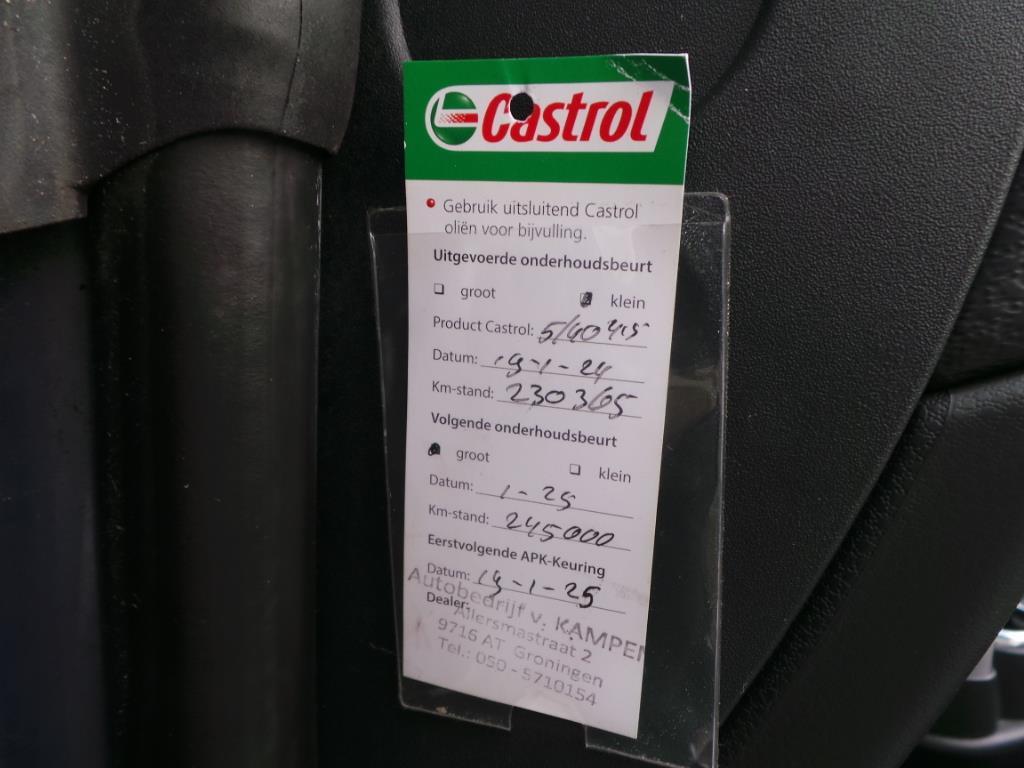 Castrol
Gebruik uitsluitend Castrol
oliën voor bijvulling.
Uitgevoerde onderhoudsbeurt
groot klein
Product Castrol: 5/40
Datum: 19-1-24
Km-stand: 230365
Volgende onderhoudsbeurt
groot klein
Datum: 1-25
Km-stand: 245000
Eerstvolgende APK-Keuring
Datum: 19-1-25
Dealer:
Autobedrijf v. KAMPEN
Allersmastraat 2
9716 AT Groningen
Tel.: 050 - 5710154